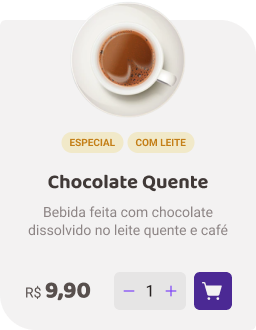 ESPECIAL COM LEITE
Chocolate Quente
Bebida feita com chocolate
dissolvido no leite quente e café
R$ 9,90 − 1 +